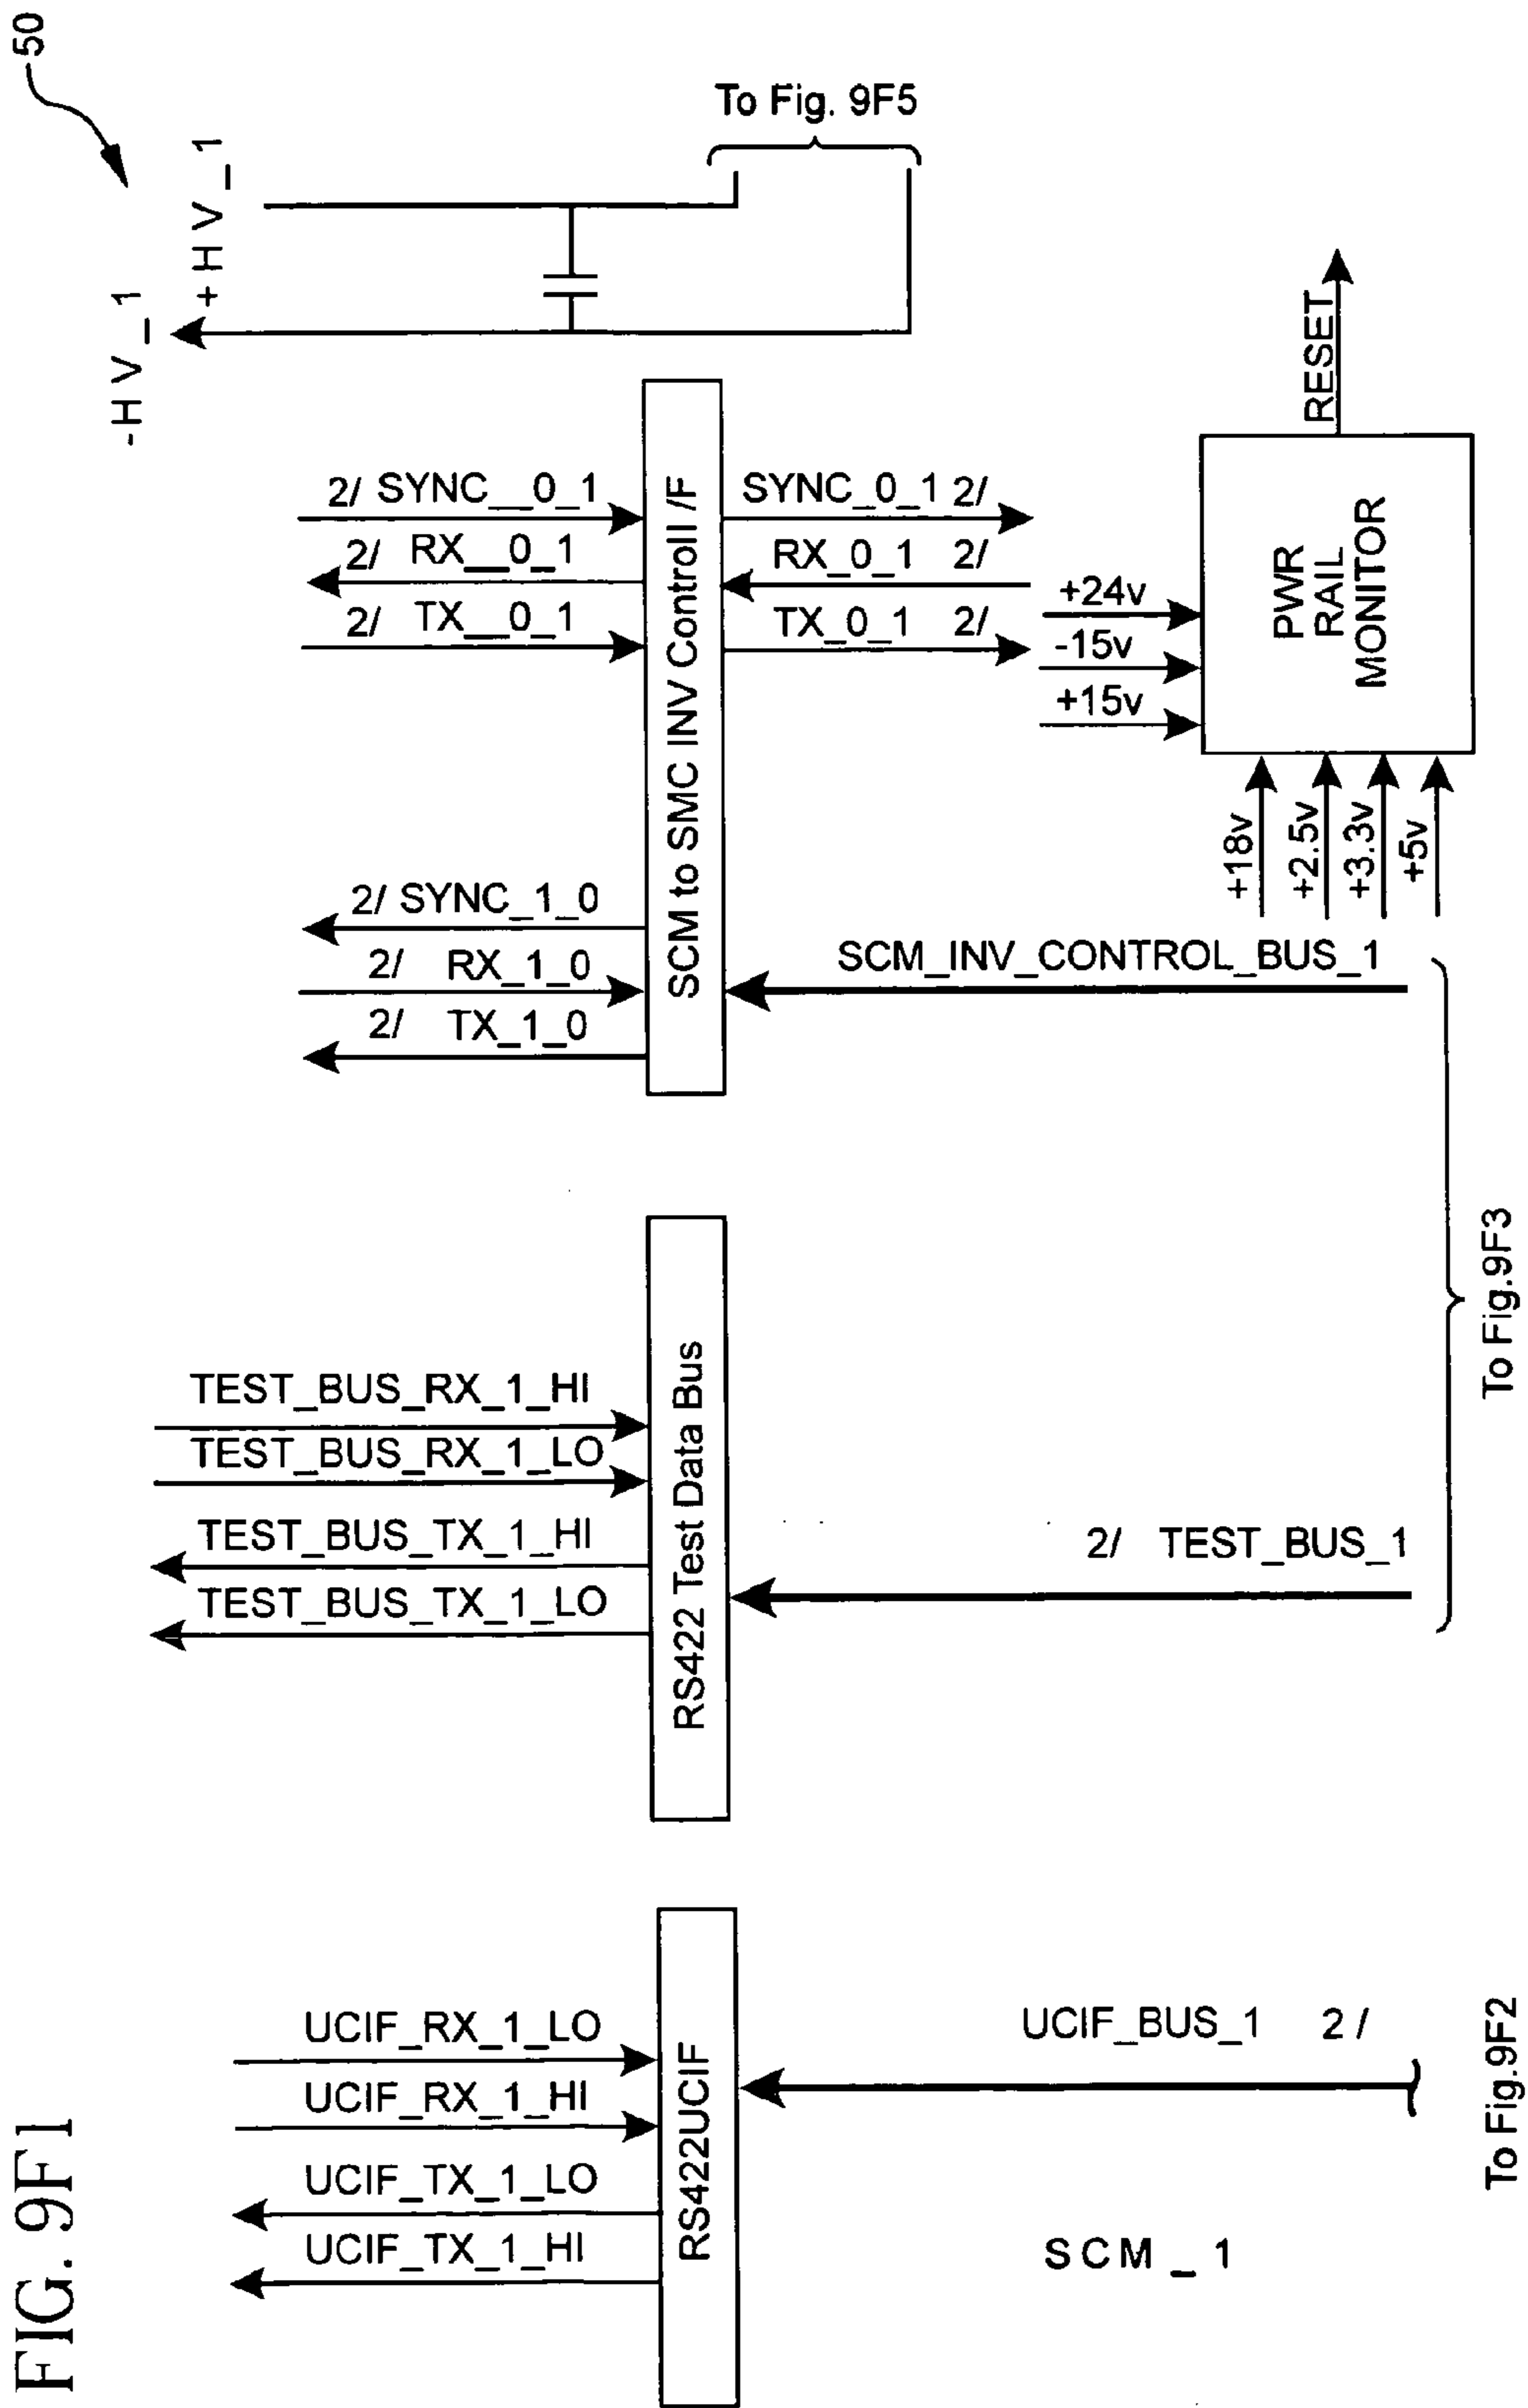 FIG. 9F1
50
-HV_1
+HV_1
To Fig. 9F5
UCIF_RX_1_LO
UCIF_RX_1_HI
UCIF_TX_1_LO
UCIF_TX_1_HI
RS422UCIF
UCIF_BUS_1 2/
SCM_1
To Fig.9F2
TEST_BUS_RX_1_HI
TEST_BUS_RX_1_LO
TEST_BUS_TX_1_HI
TEST_BUS_TX_1_LO
RS422 Test Data Bus
2/ TEST_BUS_1
2/ SYNC_1_0
2/ RX_1_0
2/ TX_1_0
2/ SYNC__0_1
2/ RX__0_1
2/ TX__0_1
SCM to SMC INV Controll /F
SYNC_0_1 2/
RX_0_1 2/
TX_0_1 2/
SCM_INV_CONTROL_BUS_1
To Fig.9F3
+24v
-15v
+15v
+18v
+2.5v
+3.3v
+5v
PWR
RAIL
MONITOR
RESET